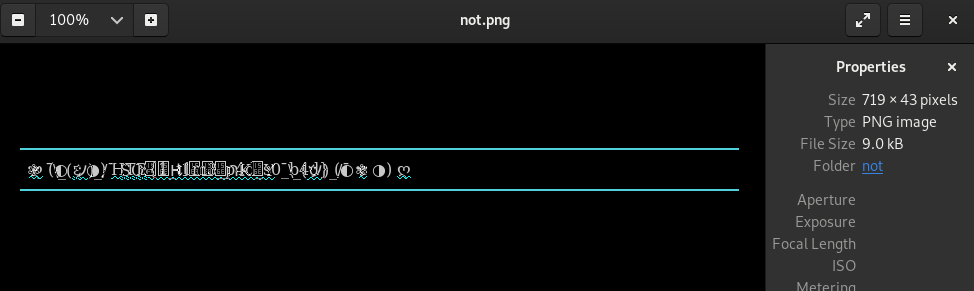 100%
not.png
Properties
Size 719 × 43 pixels
Type PNG image
File Size 9.0 kB
Folder not
Aperture
Exposure
Focal Length
ISO
Metering